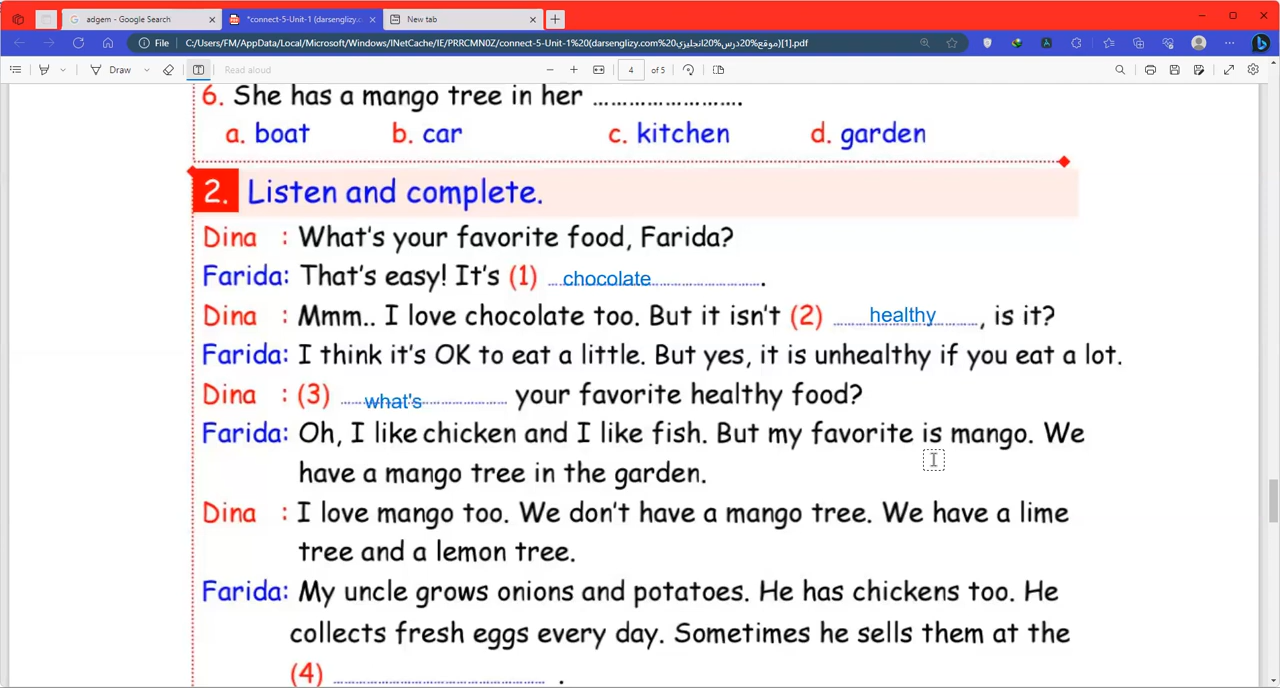 adgem - Google Search
*connect-5-Unit-1 (darsenglizy.com
New tab
File
C:/Users/FM/AppData/Local/Microsoft/Windows/INetCache/IE/PRRCMN0Z/connect-5-Unit-1%20(darsenglizy.com%20موقع%20درس%20انجليزي)[1].pdf
Draw
Read aloud
4 of 5
6. She has a mango tree in her ........................
a. boat b. car c. kitchen d. garden
2. Listen and complete.
Dina : What's your favorite food, Farida?
Farida: That's easy! It's (1) chocolate.
Dina : Mmm.. I love chocolate too. But it isn't (2) healthy, is it?
Farida: I think it's OK to eat a little. But yes, it is unhealthy if you eat a lot.
Dina : (3) what's your favorite healthy food?
Farida: Oh, I like chicken and I like fish. But my favorite is mango. We
have a mango tree in the garden.
Dina : I love mango too. We don't have a mango tree. We have a lime
tree and a lemon tree.
Farida: My uncle grows onions and potatoes. He has chickens too. He
collects fresh eggs every day. Sometimes he sells them at the
(4) ........................ .